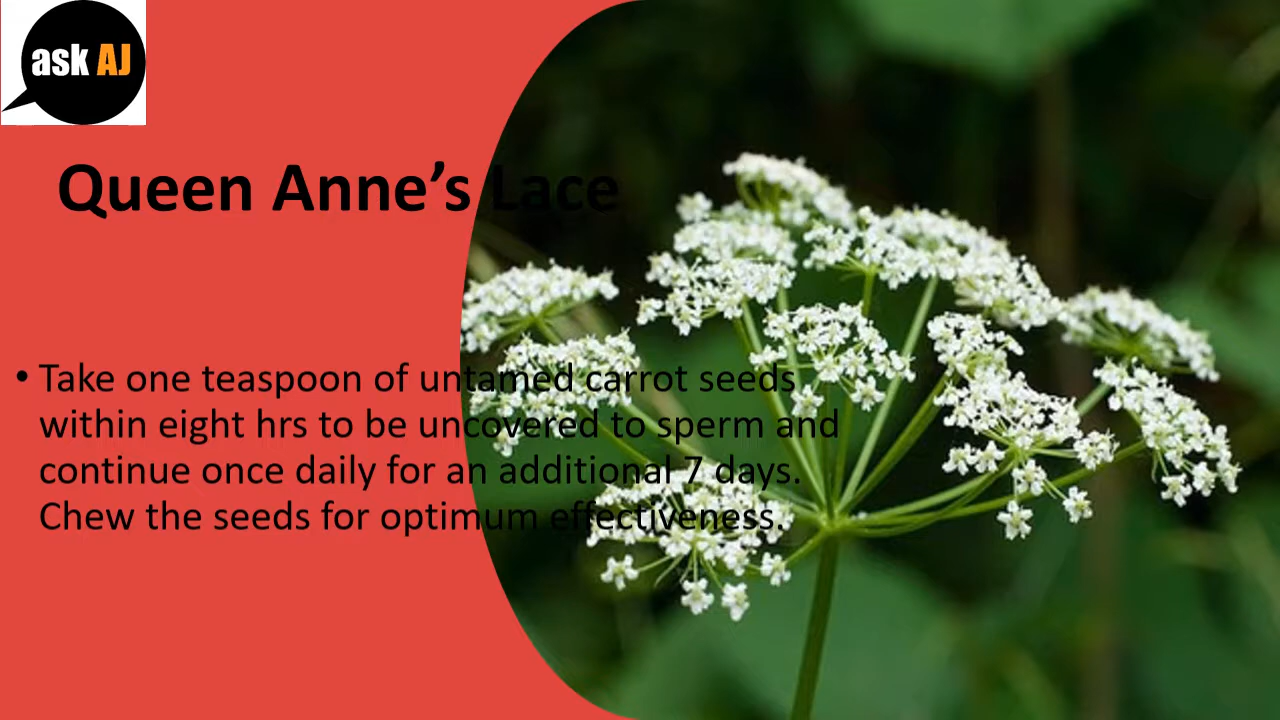 ask AJ
Queen Anne’s Lace
• Take one teaspoon of untamed carrot seeds
within eight hrs to be uncovered to sperm and
continue once daily for an additional 7 days.
Chew the seeds for optimum effectiveness.